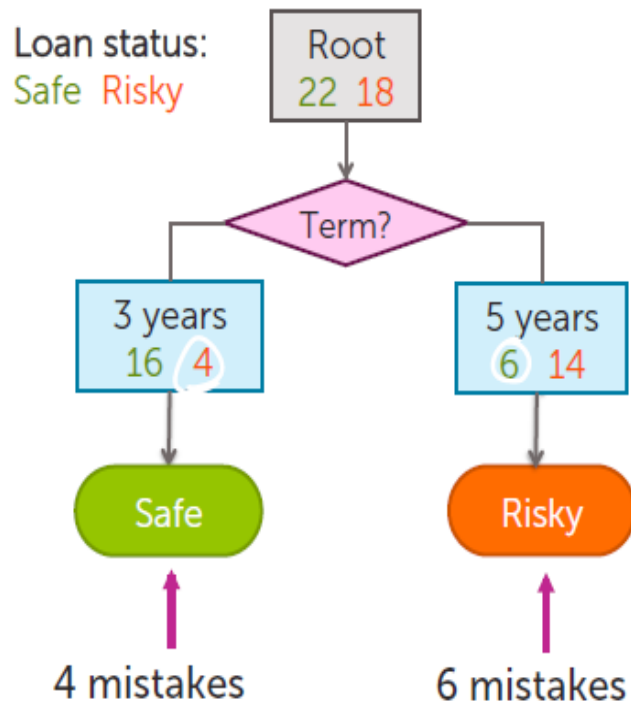 Loan status:
Safe Risky
Root
22 18
Term?
3 years
16 4
5 years
6 14
Safe
Risky
4 mistakes
6 mistakes